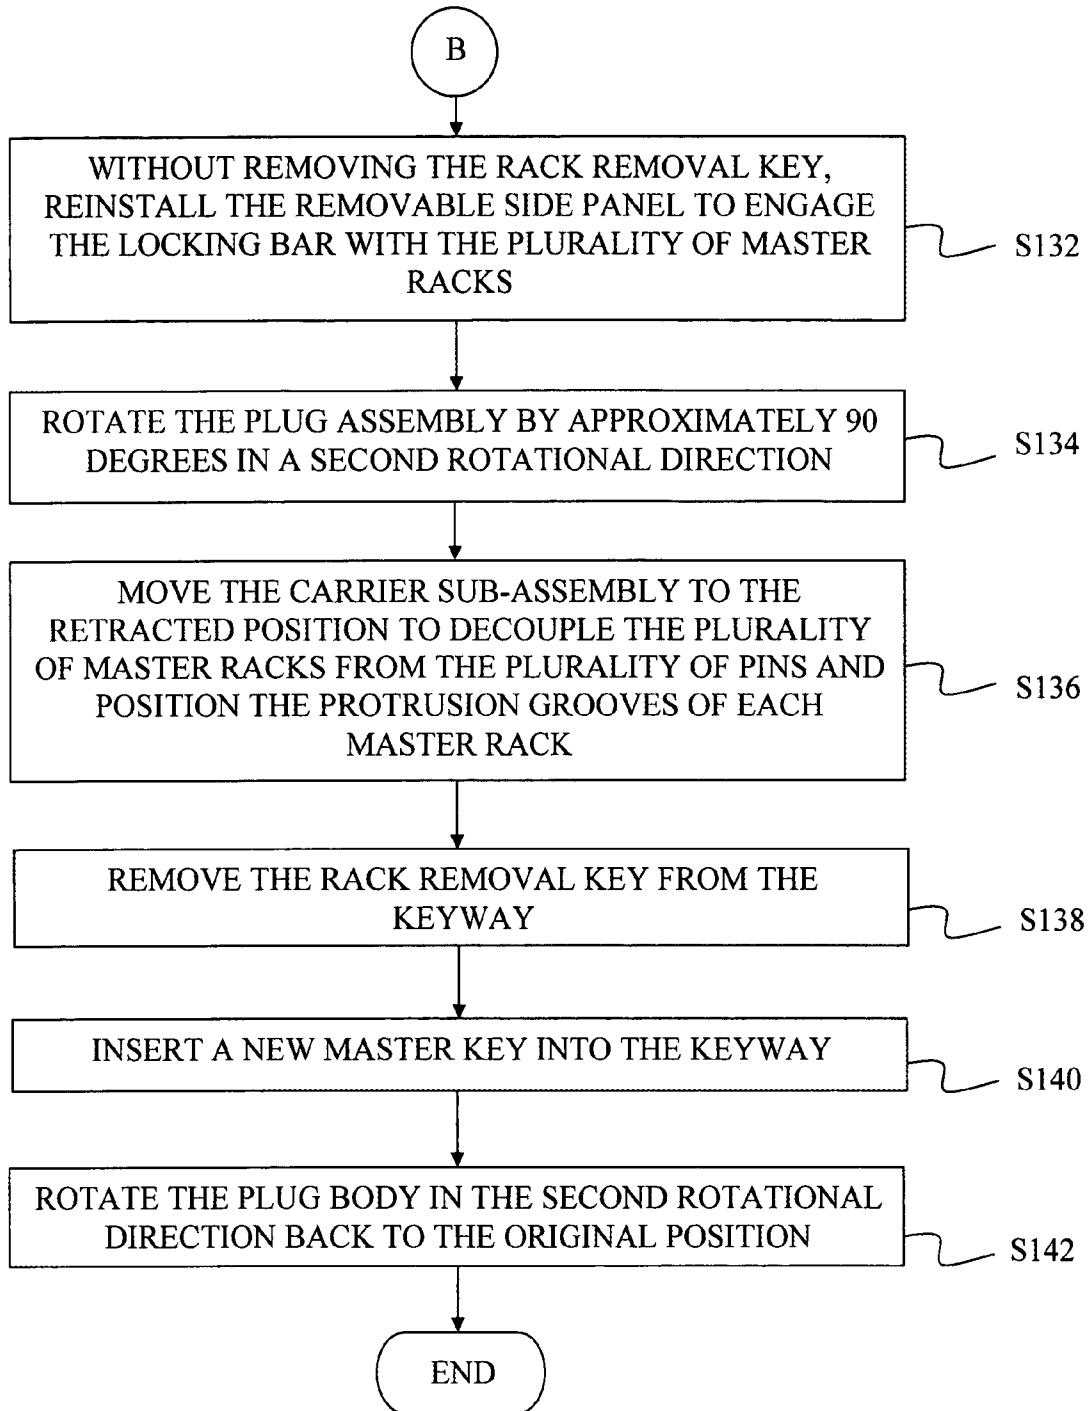 B
WITHOUT REMOVING THE RACK REMOVAL KEY,
REINSTALL THE REMOVABLE SIDE PANEL TO ENGAGE
THE LOCKING BAR WITH THE PLURALITY OF MASTER
RACKS
S132
ROTATE THE PLUG ASSEMBLY BY APPROXIMATELY 90
DEGREES IN A SECOND ROTATIONAL DIRECTION
S134
MOVE THE CARRIER SUB-ASSEMBLY TO THE
RETRACTED POSITION TO DECOUPLE THE PLURALITY
OF MASTER RACKS FROM THE PLURALITY OF PINS AND
POSITION THE PROTRUSION GROOVES OF EACH
MASTER RACK
S136
REMOVE THE RACK REMOVAL KEY FROM THE
KEYWAY
S138
INSERT A NEW MASTER KEY INTO THE KEYWAY
S140
ROTATE THE PLUG BODY IN THE SECOND ROTATIONAL
DIRECTION BACK TO THE ORIGINAL POSITION
S142
END